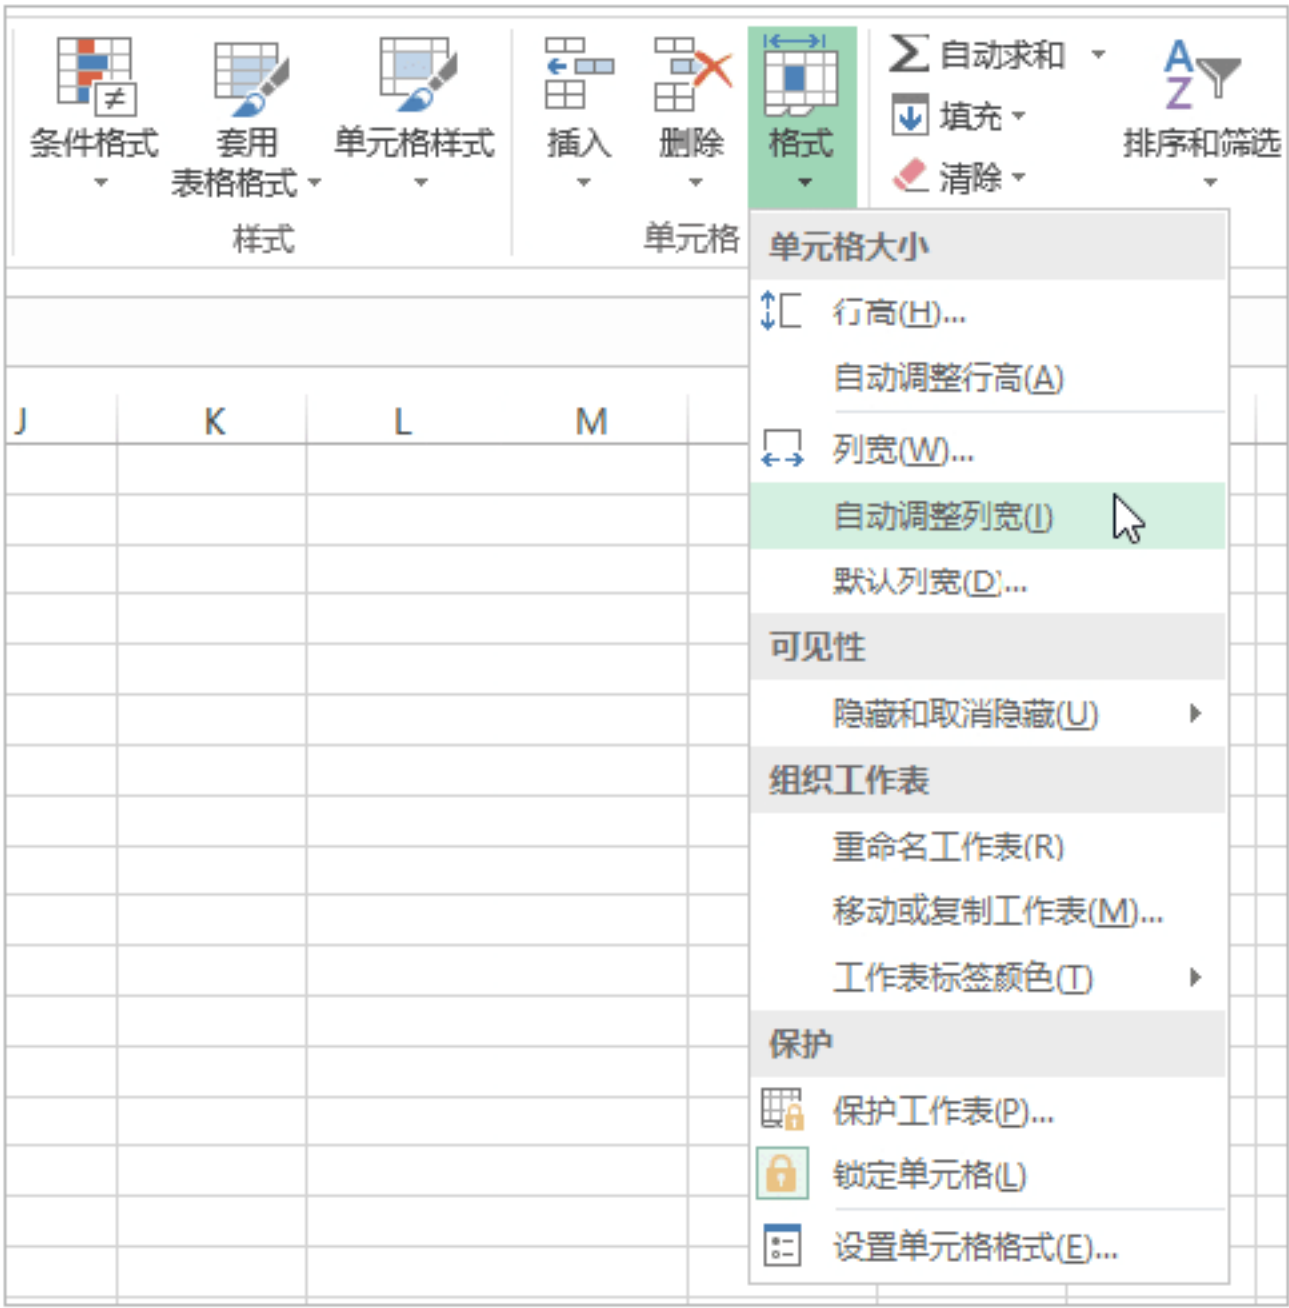 条件格式
套用
表格格式
单元格样式
样式
插入
删除
格式
单元格
自动求和
填充
清除
排序和筛选
单元格大小
行高(H)...
自动调整行高(A)
列宽(W)...
自动调整列宽(I)
默认列宽(D)...
可见性
隐藏和取消隐藏(U)
组织工作表
重命名工作表(R)
移动或复制工作表(M)...
工作表标签颜色(T)
保护
保护工作表(P)...
锁定单元格(L)
设置单元格格式(E)...
J K L M